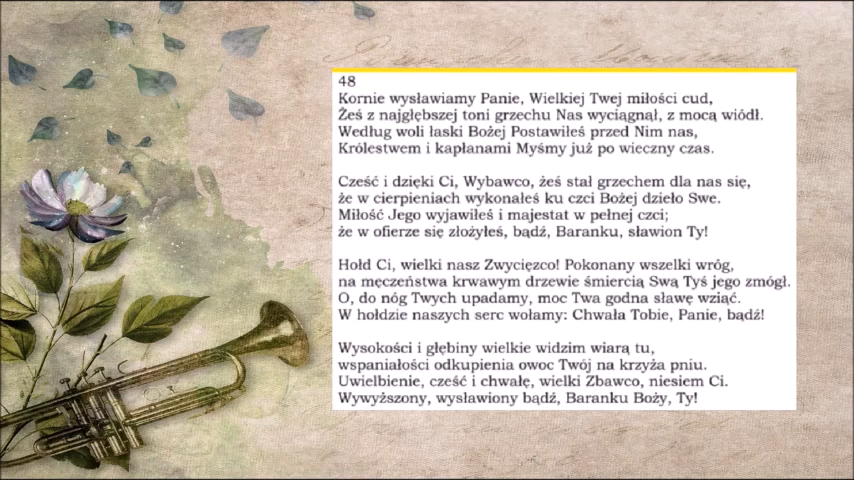 48
Kornie wysławiamy Panie, Wielkiej Twej miłości cud,
Żeś z najgłębszej toni grzechu Nas wyciągnął, z mocą wiódł.
Według woli łaski Bożej Postawiłeś przed Nim nas,
Królestwem i kapłanami Myśmy już po wieczny czas.
Cześć i dzięki Ci, Wybawco, żeś stał grzechem dla nas się,
że w cierpieniach wykonałeś ku czci Bożej dzieło Swe.
Miłość Jego wyjawiłeś i majestat w pełnej czci;
że w ofierze się złożyłeś, bądź, Baranku, sławion Ty!
Hołd Ci, wielki nasz Zwycięzco! Pokonany wszelki wróg,
na męczeństwa krwawym drzewie śmiercią Swą Tyś jego zmógł.
O, do nóg Twych upadamy, moc Twa godna sławę wziąć.
W hołdzie naszych serc wołamy: Chwała Tobie, Panie, bądź!
Wysokości i głębiny wielkie widzim wiarą tu,
wspaniałości odkupienia owoc Twój na krzyża pniu.
Uwielbienie, cześć i chwałę, wielki Zbawco, niesiem Ci.
Wywyższony, wysławiony bądź, Baranku Boży, Ty!